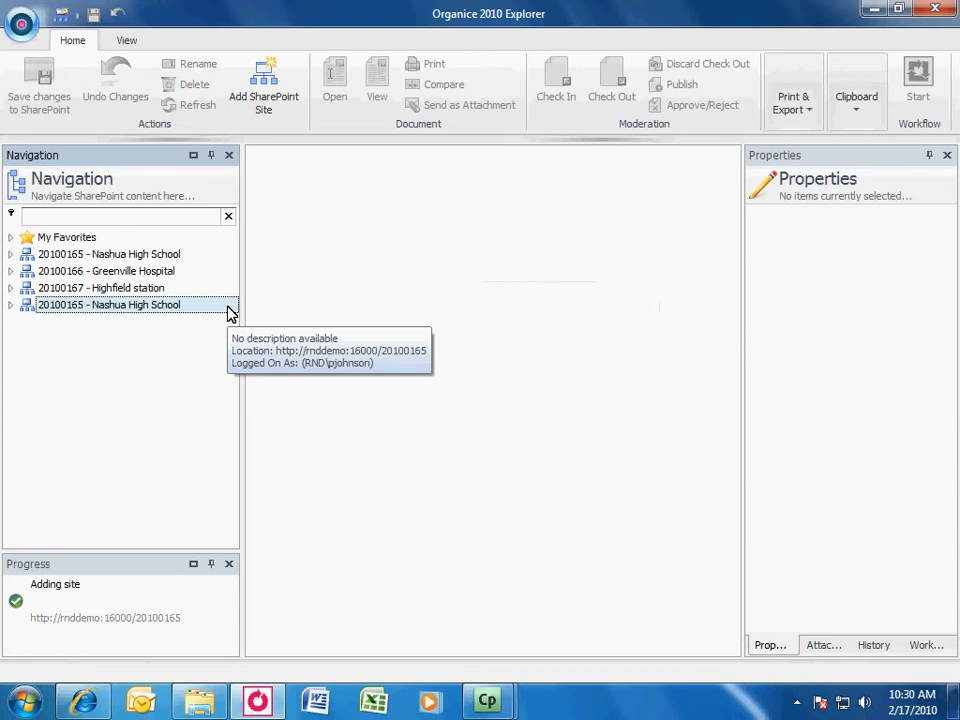 Organice 2010 Explorer
Home View
Save changes to SharePoint
Undo Changes
Rename
Delete
Refresh
Add SharePoint Site
Actions
Open
View
Print
Compare
Send as Attachment
Document
Check In
Check Out
Discard Check Out
Publish
Approve/Reject
Moderation
Print & Export
Clipboard
Start
Workflow
Navigation
Navigation
Navigate SharePoint content here...
My Favorites
20100165 - Nashua High School
20100166 - Greenville Hospital
20100167 - Highfield station
20100165 - Nashua High School
No description available
Location: http://rnddemo:16000/20100165
Logged On As: (RND\pjohnson)
Progress
Adding site
http://rnddemo:16000/20100165
Properties
Properties
No items currently selected...
Prop... Attac... History Work...
Cp
10:30 AM
2/17/2010